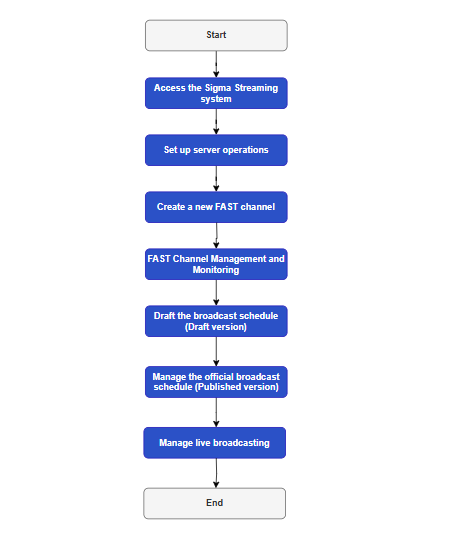 Start
Access the Sigma Streaming
system
Set up server operations
Create a new FAST channel
FAST Channel Management and
Monitoring
Draft the broadcast schedule
(Draft version)
Manage the official broadcast
schedule (Published version)
Manage live broadcasting
End